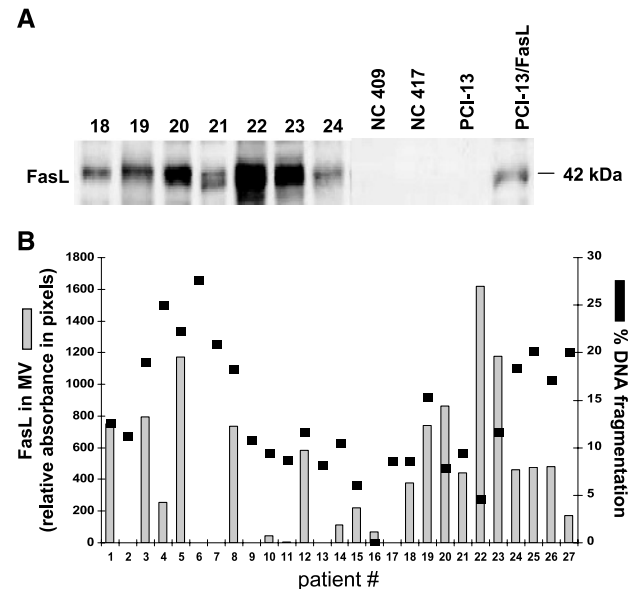 A
18 19 20 21 22 23 24 NC 409 NC 417 PCI-13 PCI-13/FasL
FasL
42 kDa
B
FasL in MV
(relative absorbance in pixels)
1800
1600
1400
1200
1000
800
600
400
200
0
30
25
20
15
10
5
0
% DNA fragmentation
1 2 3 4 5 6 7 8 9 10 11 12 13 14 15 16 17 18 19 20 21 22 23 24 25 26 27
patient #